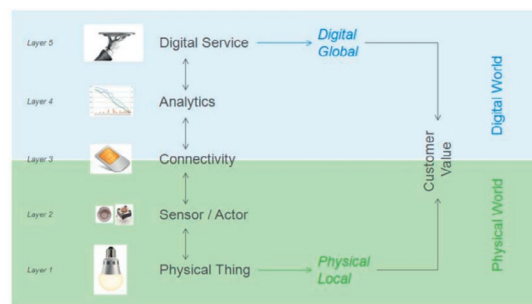 Layer 5
Digital Service
Digital
Global
Layer 4
Analytics
Layer 3
Connectivity
Layer 2
Sensor / Actor
Layer 1
Physical Thing
Physical
Local
Customer
Value
Digital World
Physical World